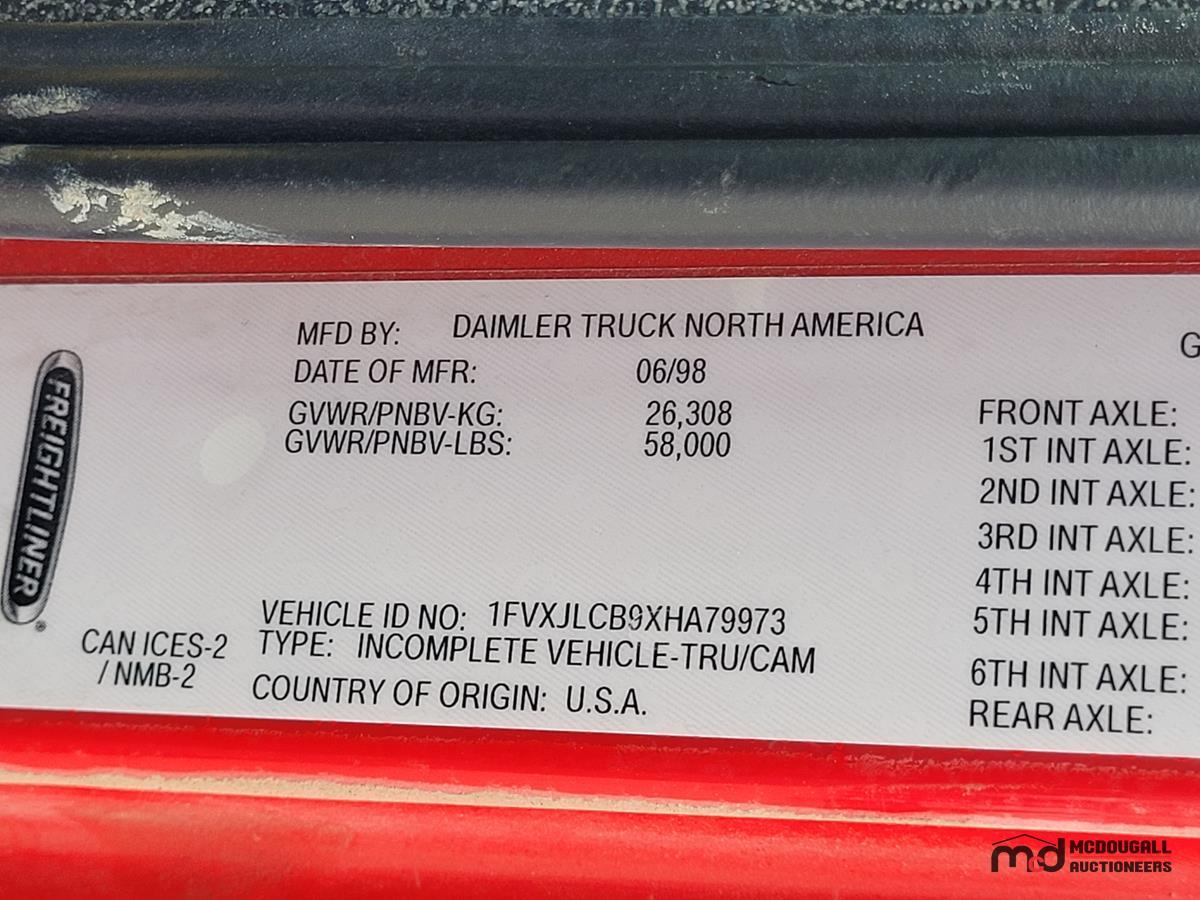 MFD BY: DAIMLER TRUCK NORTH AMERICA
DATE OF MFR: 06/98
GVWR/PNBV-KG: 26,308
GVWR/PNBV-LBS: 58,000
FREIGHTLINER
VEHICLE ID NO: 1FVXJLCB9XHA79973
CAN ICES-2
/ NMB-2
TYPE: INCOMPLETE VEHICLE-TRU/CAM
COUNTRY OF ORIGIN: U.S.A.
G
FRONT AXLE:
1ST INT AXLE:
2ND INT AXLE:
3RD INT AXLE:
4TH INT AXLE:
5TH INT AXLE:
6TH INT AXLE:
REAR AXLE:
md MCDOUGALL
AUCTIONEERS